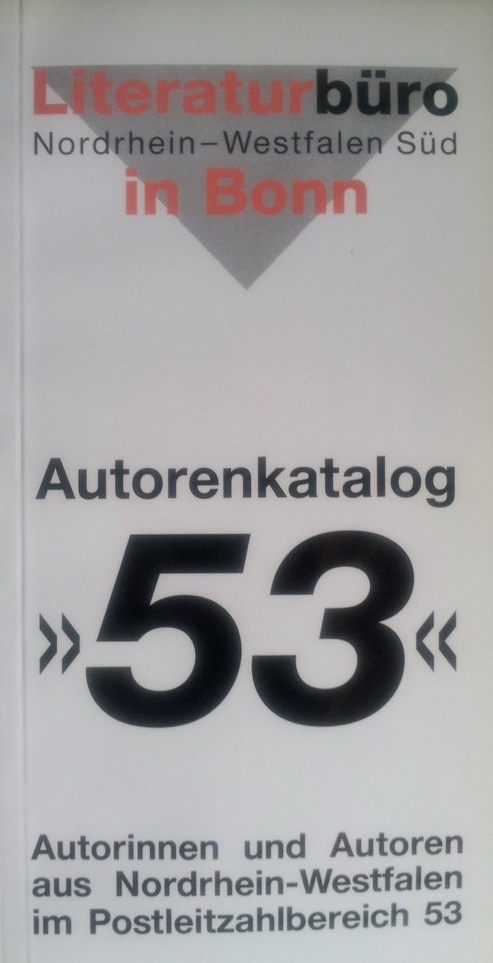 Literaturbüro
Nordrhein–Westfalen Süd
in Bonn
Autorenkatalog
»53«
Autorinnen und Autoren
aus Nordrhein-Westfalen
im Postleitzahlbereich 53